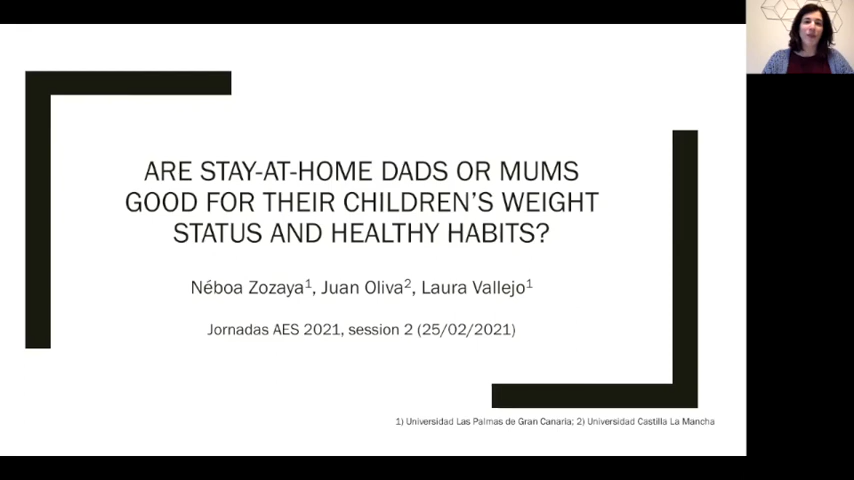 ARE STAY-AT-HOME DADS OR MUMS
GOOD FOR THEIR CHILDREN'S WEIGHT
STATUS AND HEALTHY HABITS?
Néboa Zozaya¹, Juan Oliva², Laura Vallejo¹
Jornadas AES 2021, session 2 (25/02/2021)
1) Universidad Las Palmas de Gran Canaria; 2) Universidad Castilla La Mancha